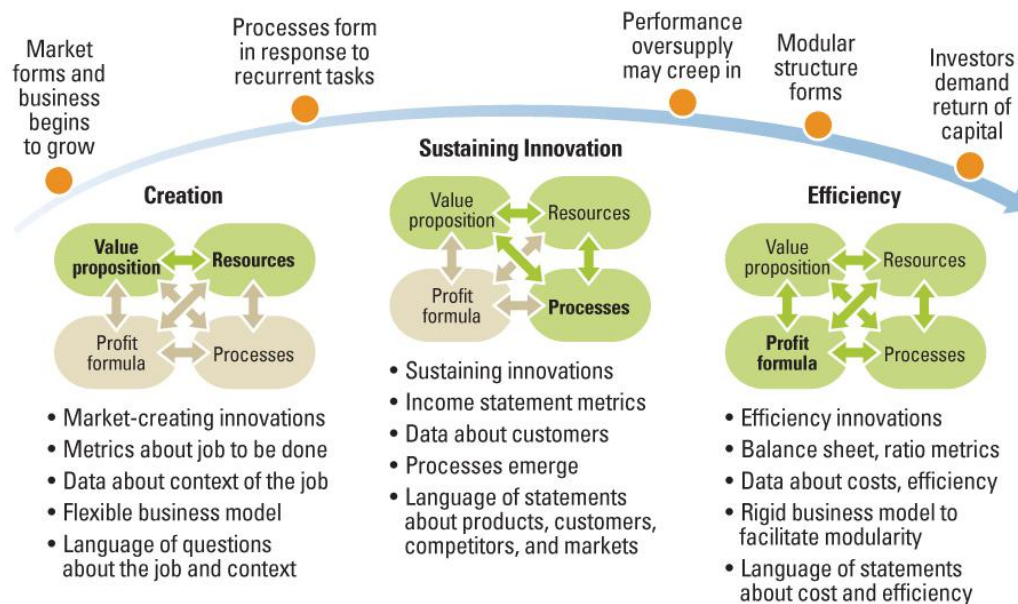 Market
forms and
business
begins
to grow
Processes form
in response to
recurrent tasks
Performance
oversupply
may creep in
Modular
structure
forms
Investors
demand
return of
capital
Creation
Value
proposition
Resources
Profit
formula
Processes
• Market-creating innovations
• Metrics about job to be done
• Data about context of the job
• Flexible business model
• Language of questions
about the job and context
Sustaining Innovation
Value
proposition
Resources
Profit
formula
Processes
• Sustaining innovations
• Income statement metrics
• Data about customers
• Processes emerge
• Language of statements
about products, customers,
competitors, and markets
Efficiency
Value
proposition
Resources
Profit
formula
Processes
• Efficiency innovations
• Balance sheet, ratio metrics
• Data about costs, efficiency
• Rigid business model to
facilitate modularity
• Language of statements
about cost and efficiency